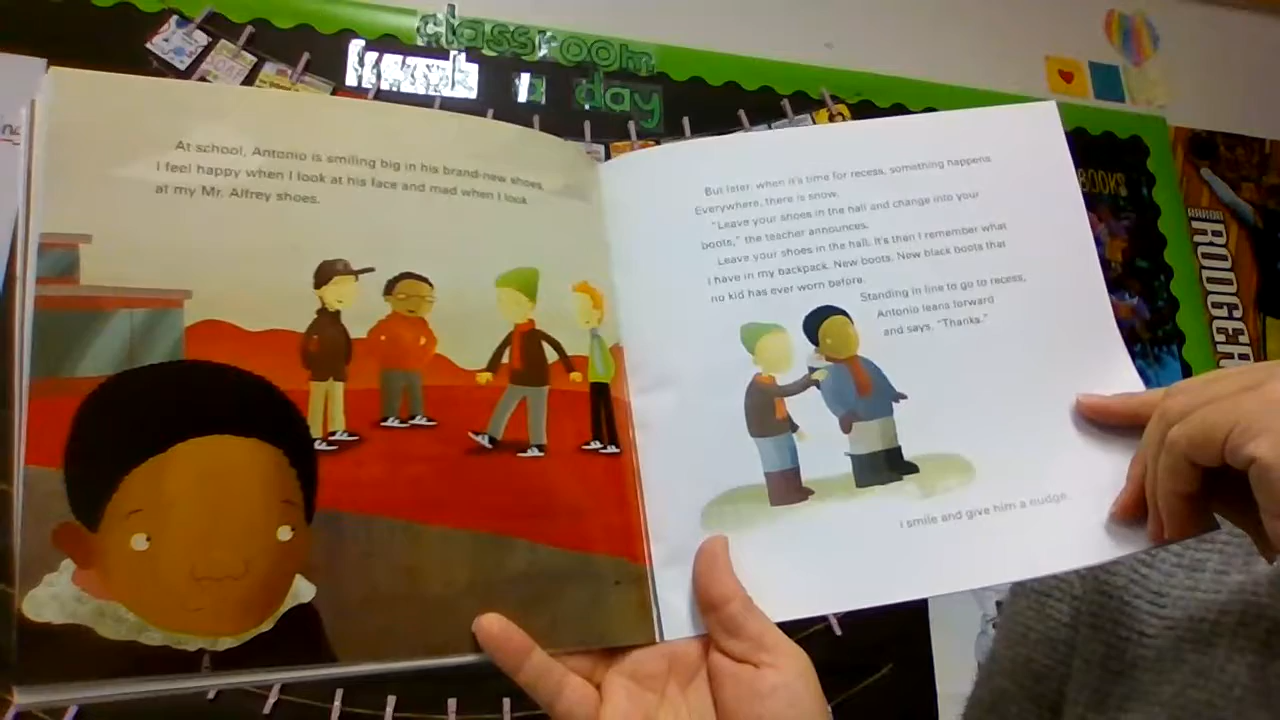 classroom
book a day
At school, Antonio is smiling big in his brand-new shoes.
I feel happy when I look at his face and mad when I look
at my Mr. Alfrey shoes.
But later, when it's time for recess, something happens.
Everywhere, there is snow.
"Leave your shoes in the hall and change into your
boots," the teacher announces.
Leave your shoes in the hall. It's then I remember what
I have in my backpack. New boots. New black boots that
no kid has ever worn before.
Standing in line to go to recess,
Antonio leans forward
and says, "Thanks."
I smile and give him a nudge.
BOOKS
AARON
RODGER